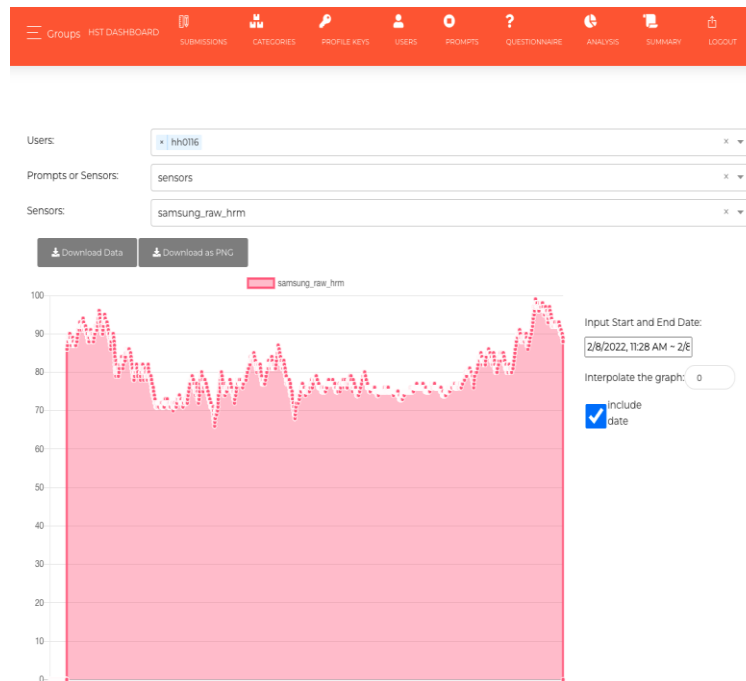 Groups HST DASHBOARD SUBMISSIONS CATEGORIES PROFILE KEYS USERS PROMPTS QUESTIONNAIRE ANALYSIS SUMMARY LOGOUT
Users: × hh0116 ×
Prompts or Sensors: sensors ×
Sensors: samsung_raw_hrm ×
Download Data Download as PNG
samsung_raw_hrm
100
90
80
70
60
50
40
30
20
10
0
Input Start and End Date:
2/8/2022, 11:28 AM ~ 2/8
Interpolate the graph: 0
include
date